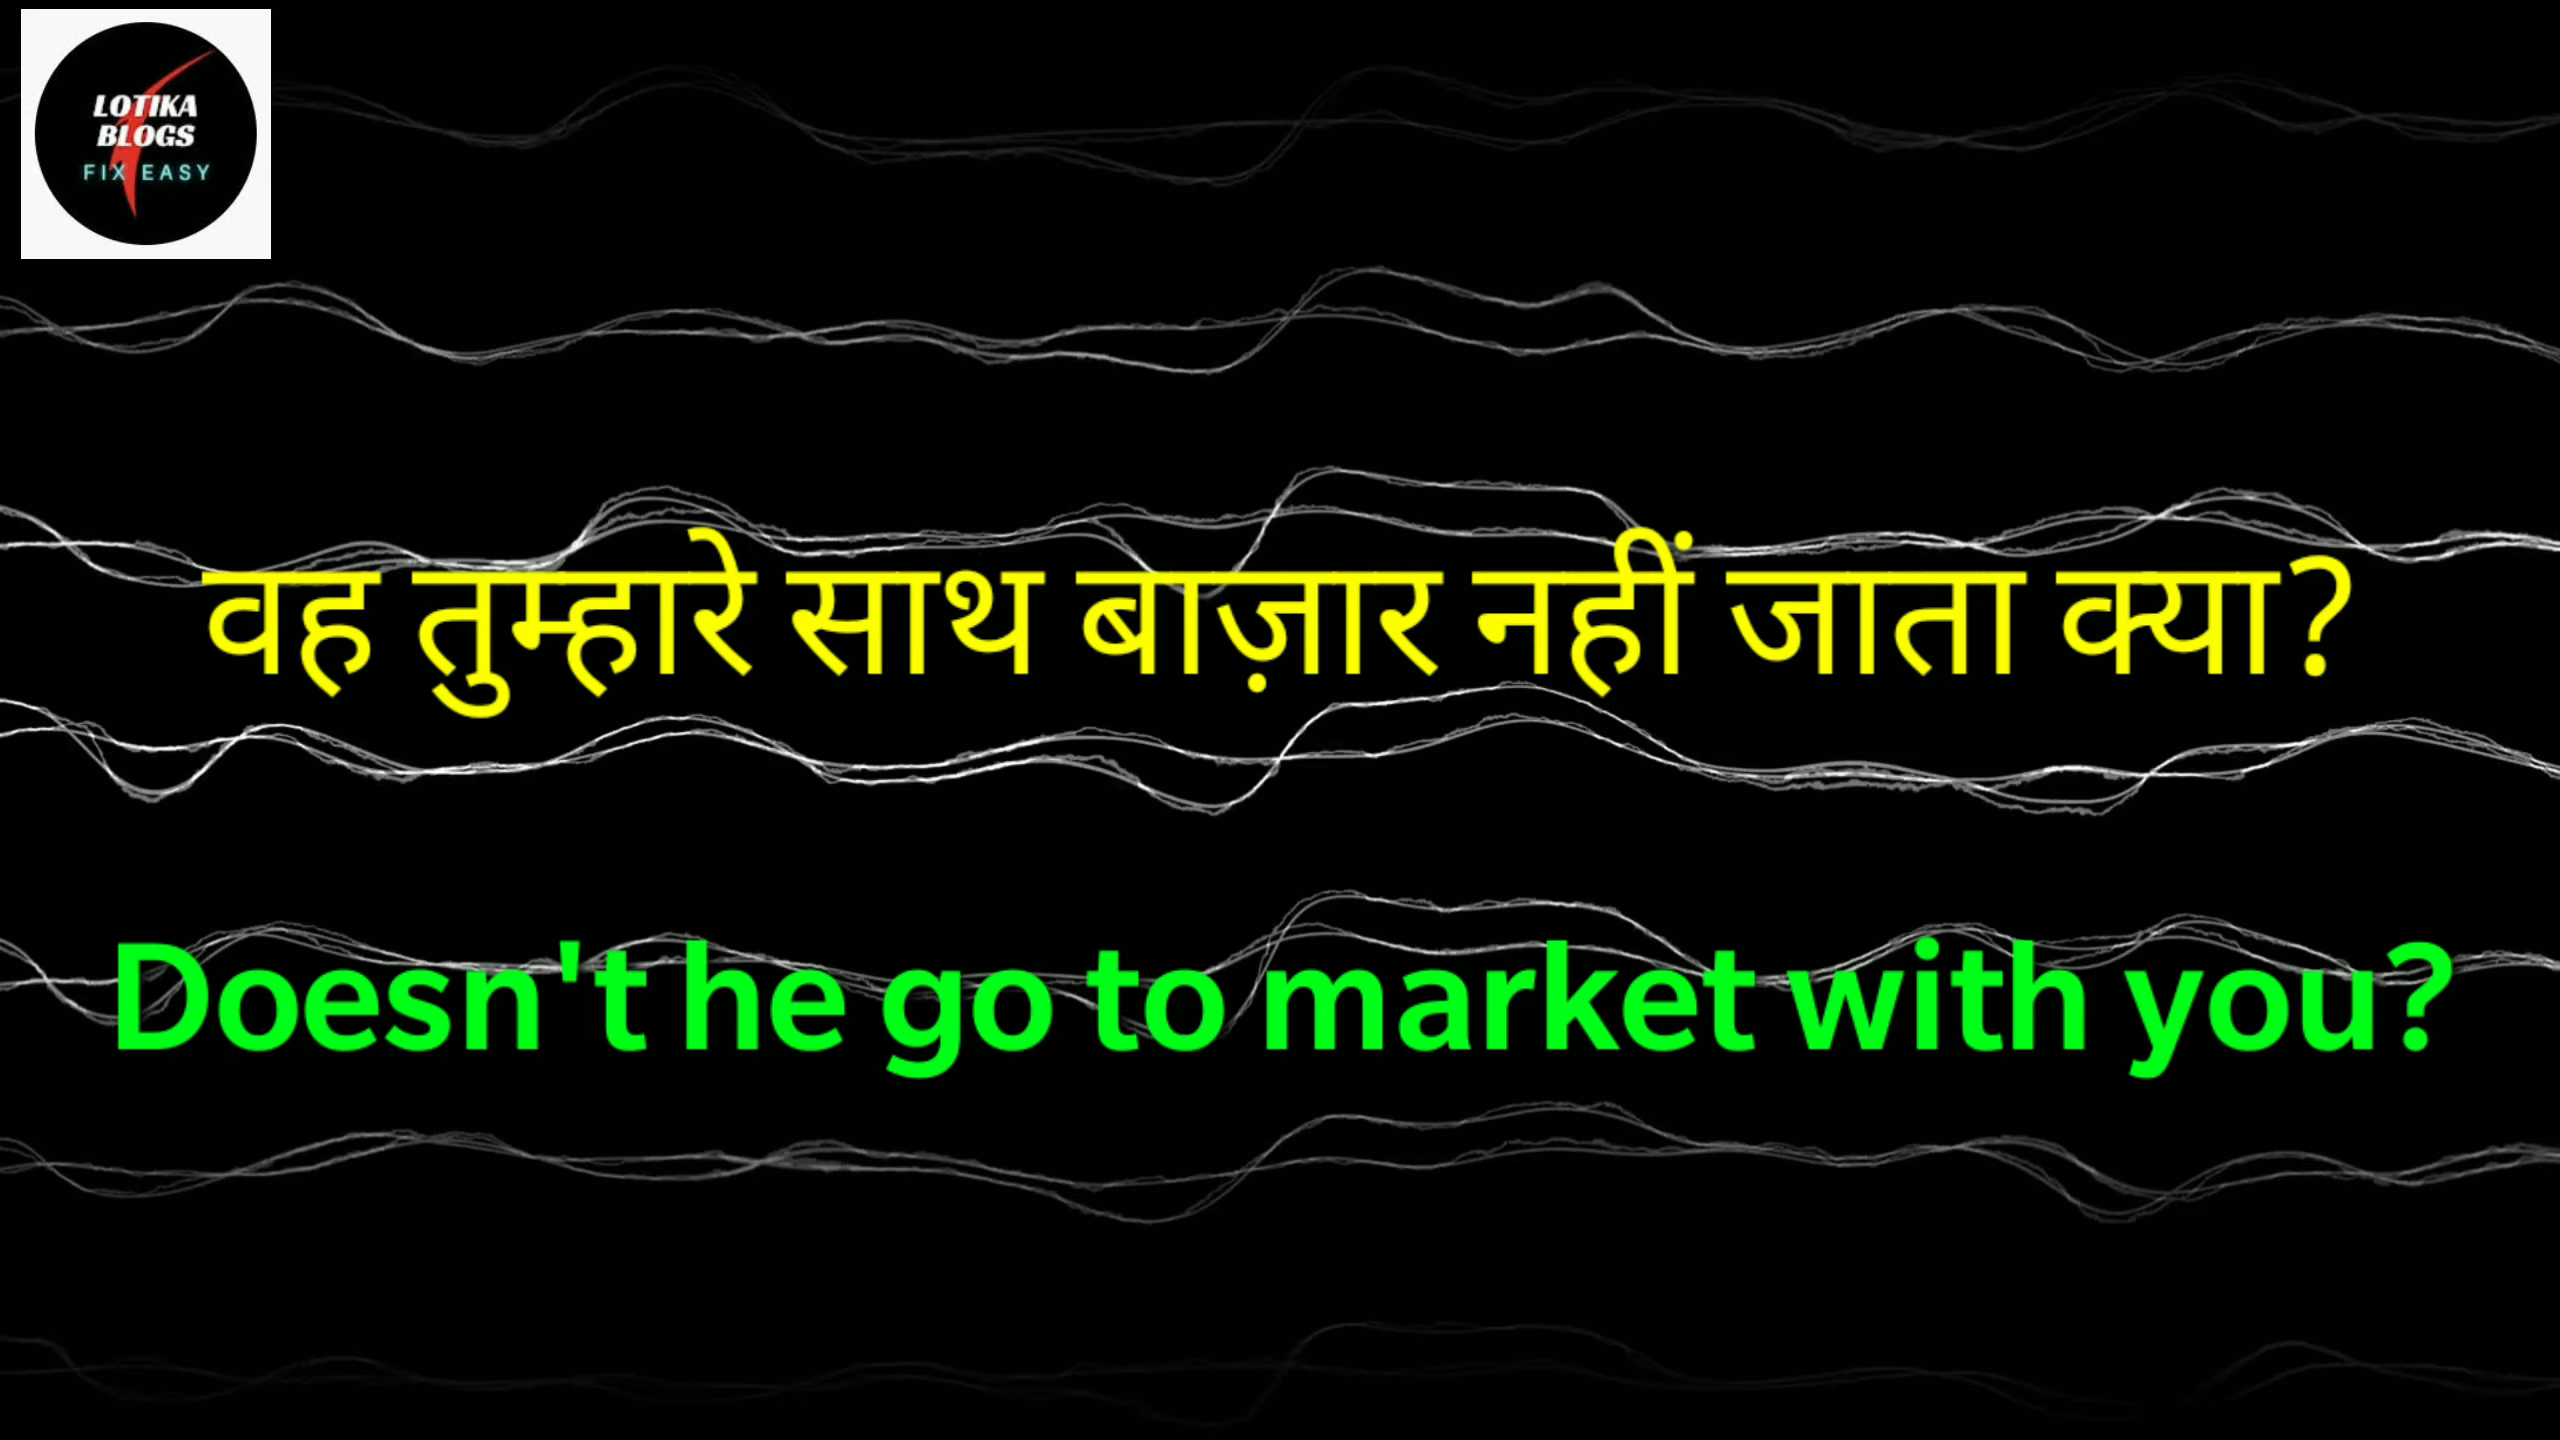 LOTIKA
BLOGS
FIX EASY
वह तुम्हारे साथ बाज़ार नहीं जाता क्या?
Doesn't he go to market with you?